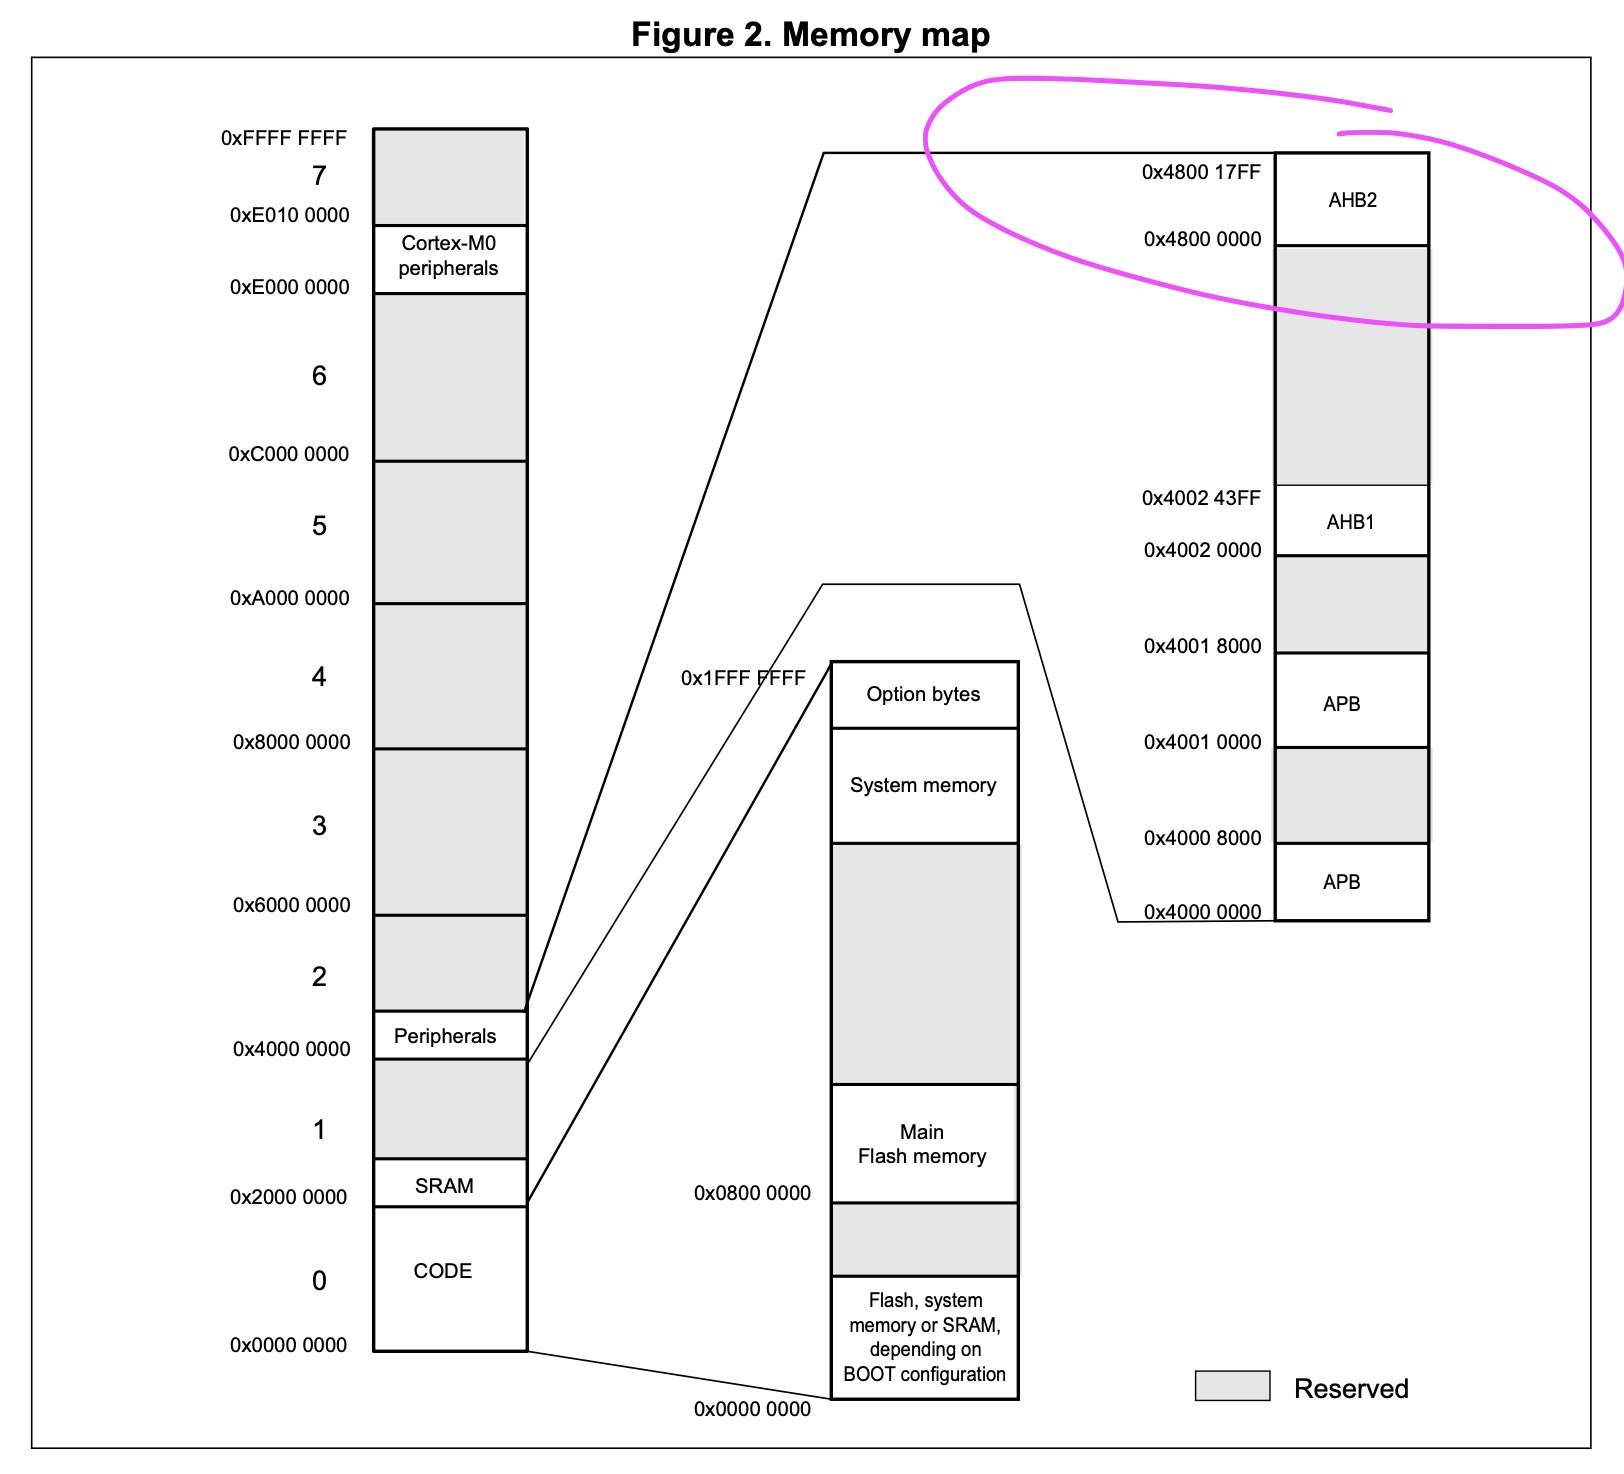 Figure 2. Memory map
0xFFFF FFFF
7
0xE010 0000
Cortex-M0
peripherals
0xE000 0000
6
0xC000 0000
5
0xA000 0000
4
0x8000 0000
3
0x6000 0000
2
Peripherals
0x4000 0000
1
SRAM
0x2000 0000
CODE
0
0x0000 0000
0x1FFF FFFF
Option bytes
System memory
Main
Flash memory
0x0800 0000
Flash, system
memory or SRAM,
depending on
BOOT configuration
0x0000 0000
0x4800 17FF
AHB2
0x4800 0000
0x4002 43FF
AHB1
0x4002 0000
0x4001 8000
APB
0x4001 0000
0x4000 8000
APB
0x4000 0000
Reserved